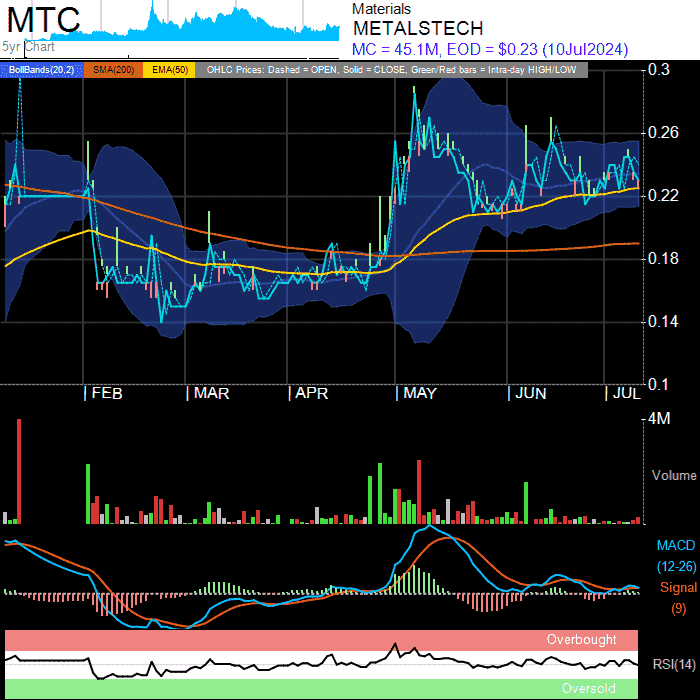 MTC
5yr Chart
Materials
METALSTECH
MC = 45.1M, EOD = $0.23 (10Jul2024)
BollBands(20,2) SMA(200) EMA(50) OHLC Prices: Dashed = OPEN, Solid = CLOSE, Green/Red bars = Intra-day HIGH/LOW
0.3
0.26
0.22
0.18
0.14
0.1
FEB MAR APR MAY JUN JUL
4M
Volume
MACD
(12-26)
Signal
(9)
Overbought
RSI(14)
Oversold